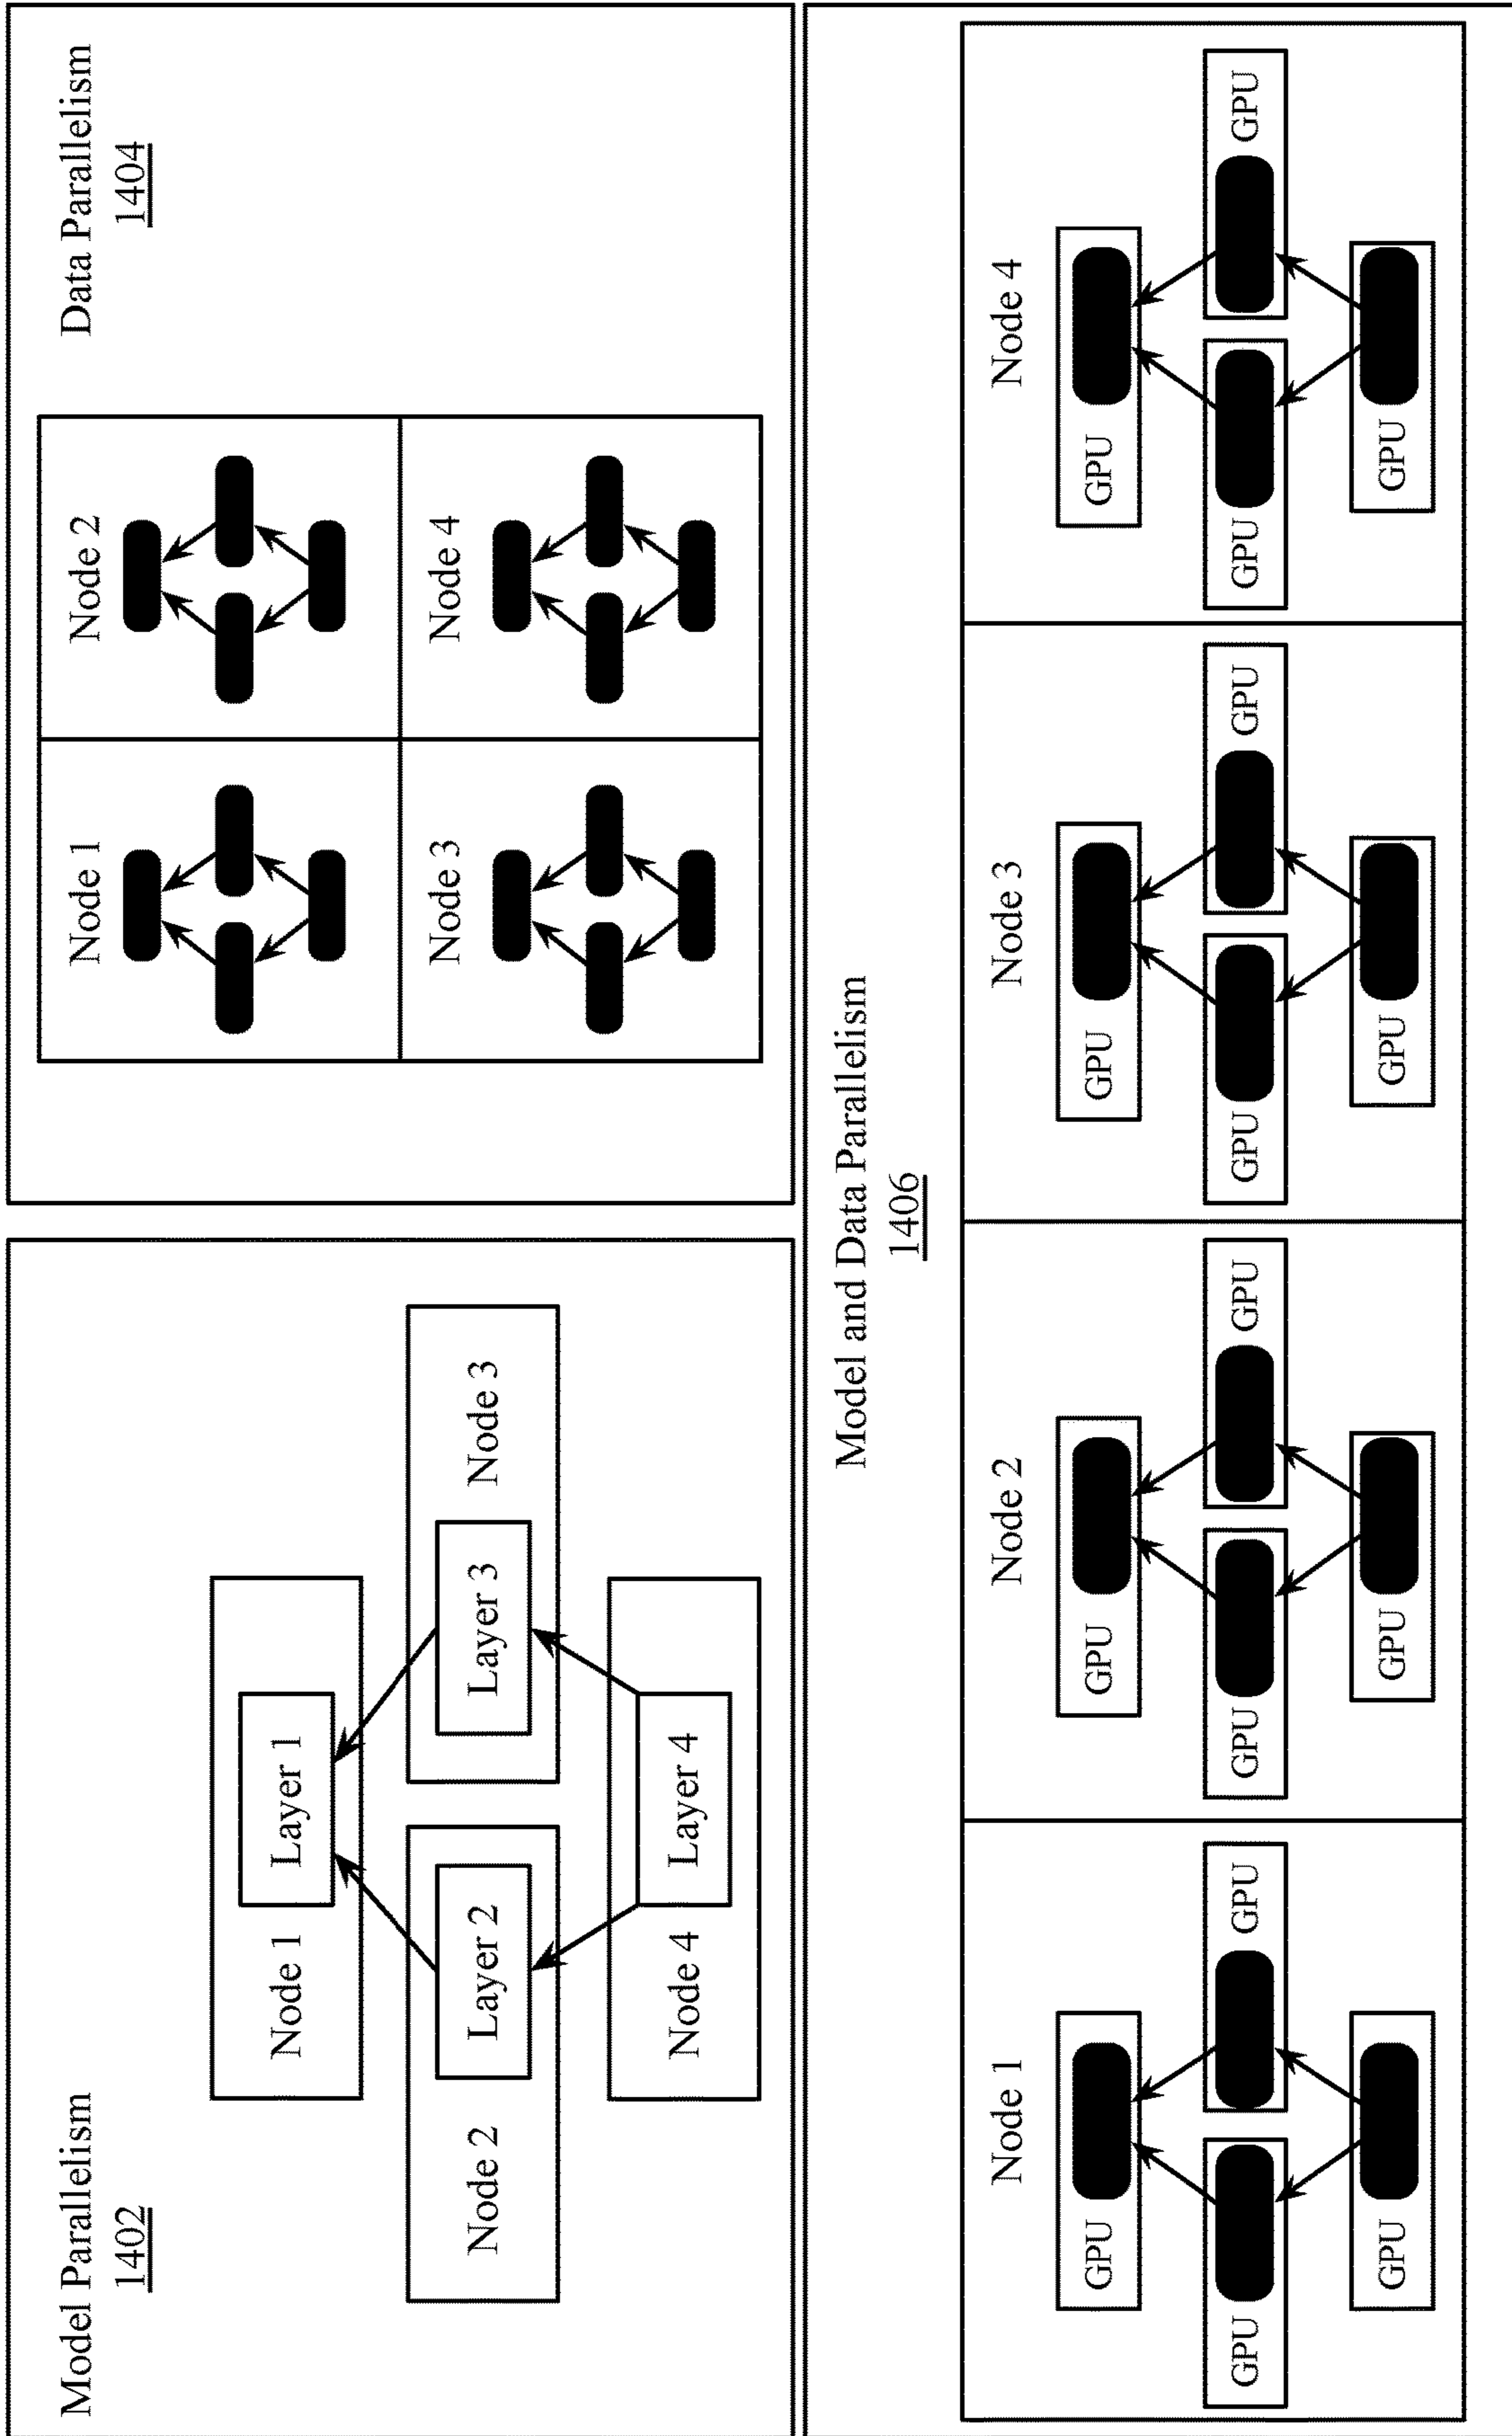 Model Parallelism
1402
Node 1
Layer 1
Node 2
Layer 2
Layer 3
Node 3
Node 4
Layer 4
Data Parallelism
1404
Node 1
Node 2
Node 3
Node 4
Model and Data Parallelism
1406
Node 1
GPU
GPU
GPU
GPU
Node 2
GPU
GPU
GPU
GPU
Node 3
GPU
GPU
GPU
GPU
Node 4
GPU
GPU
GPU
GPU